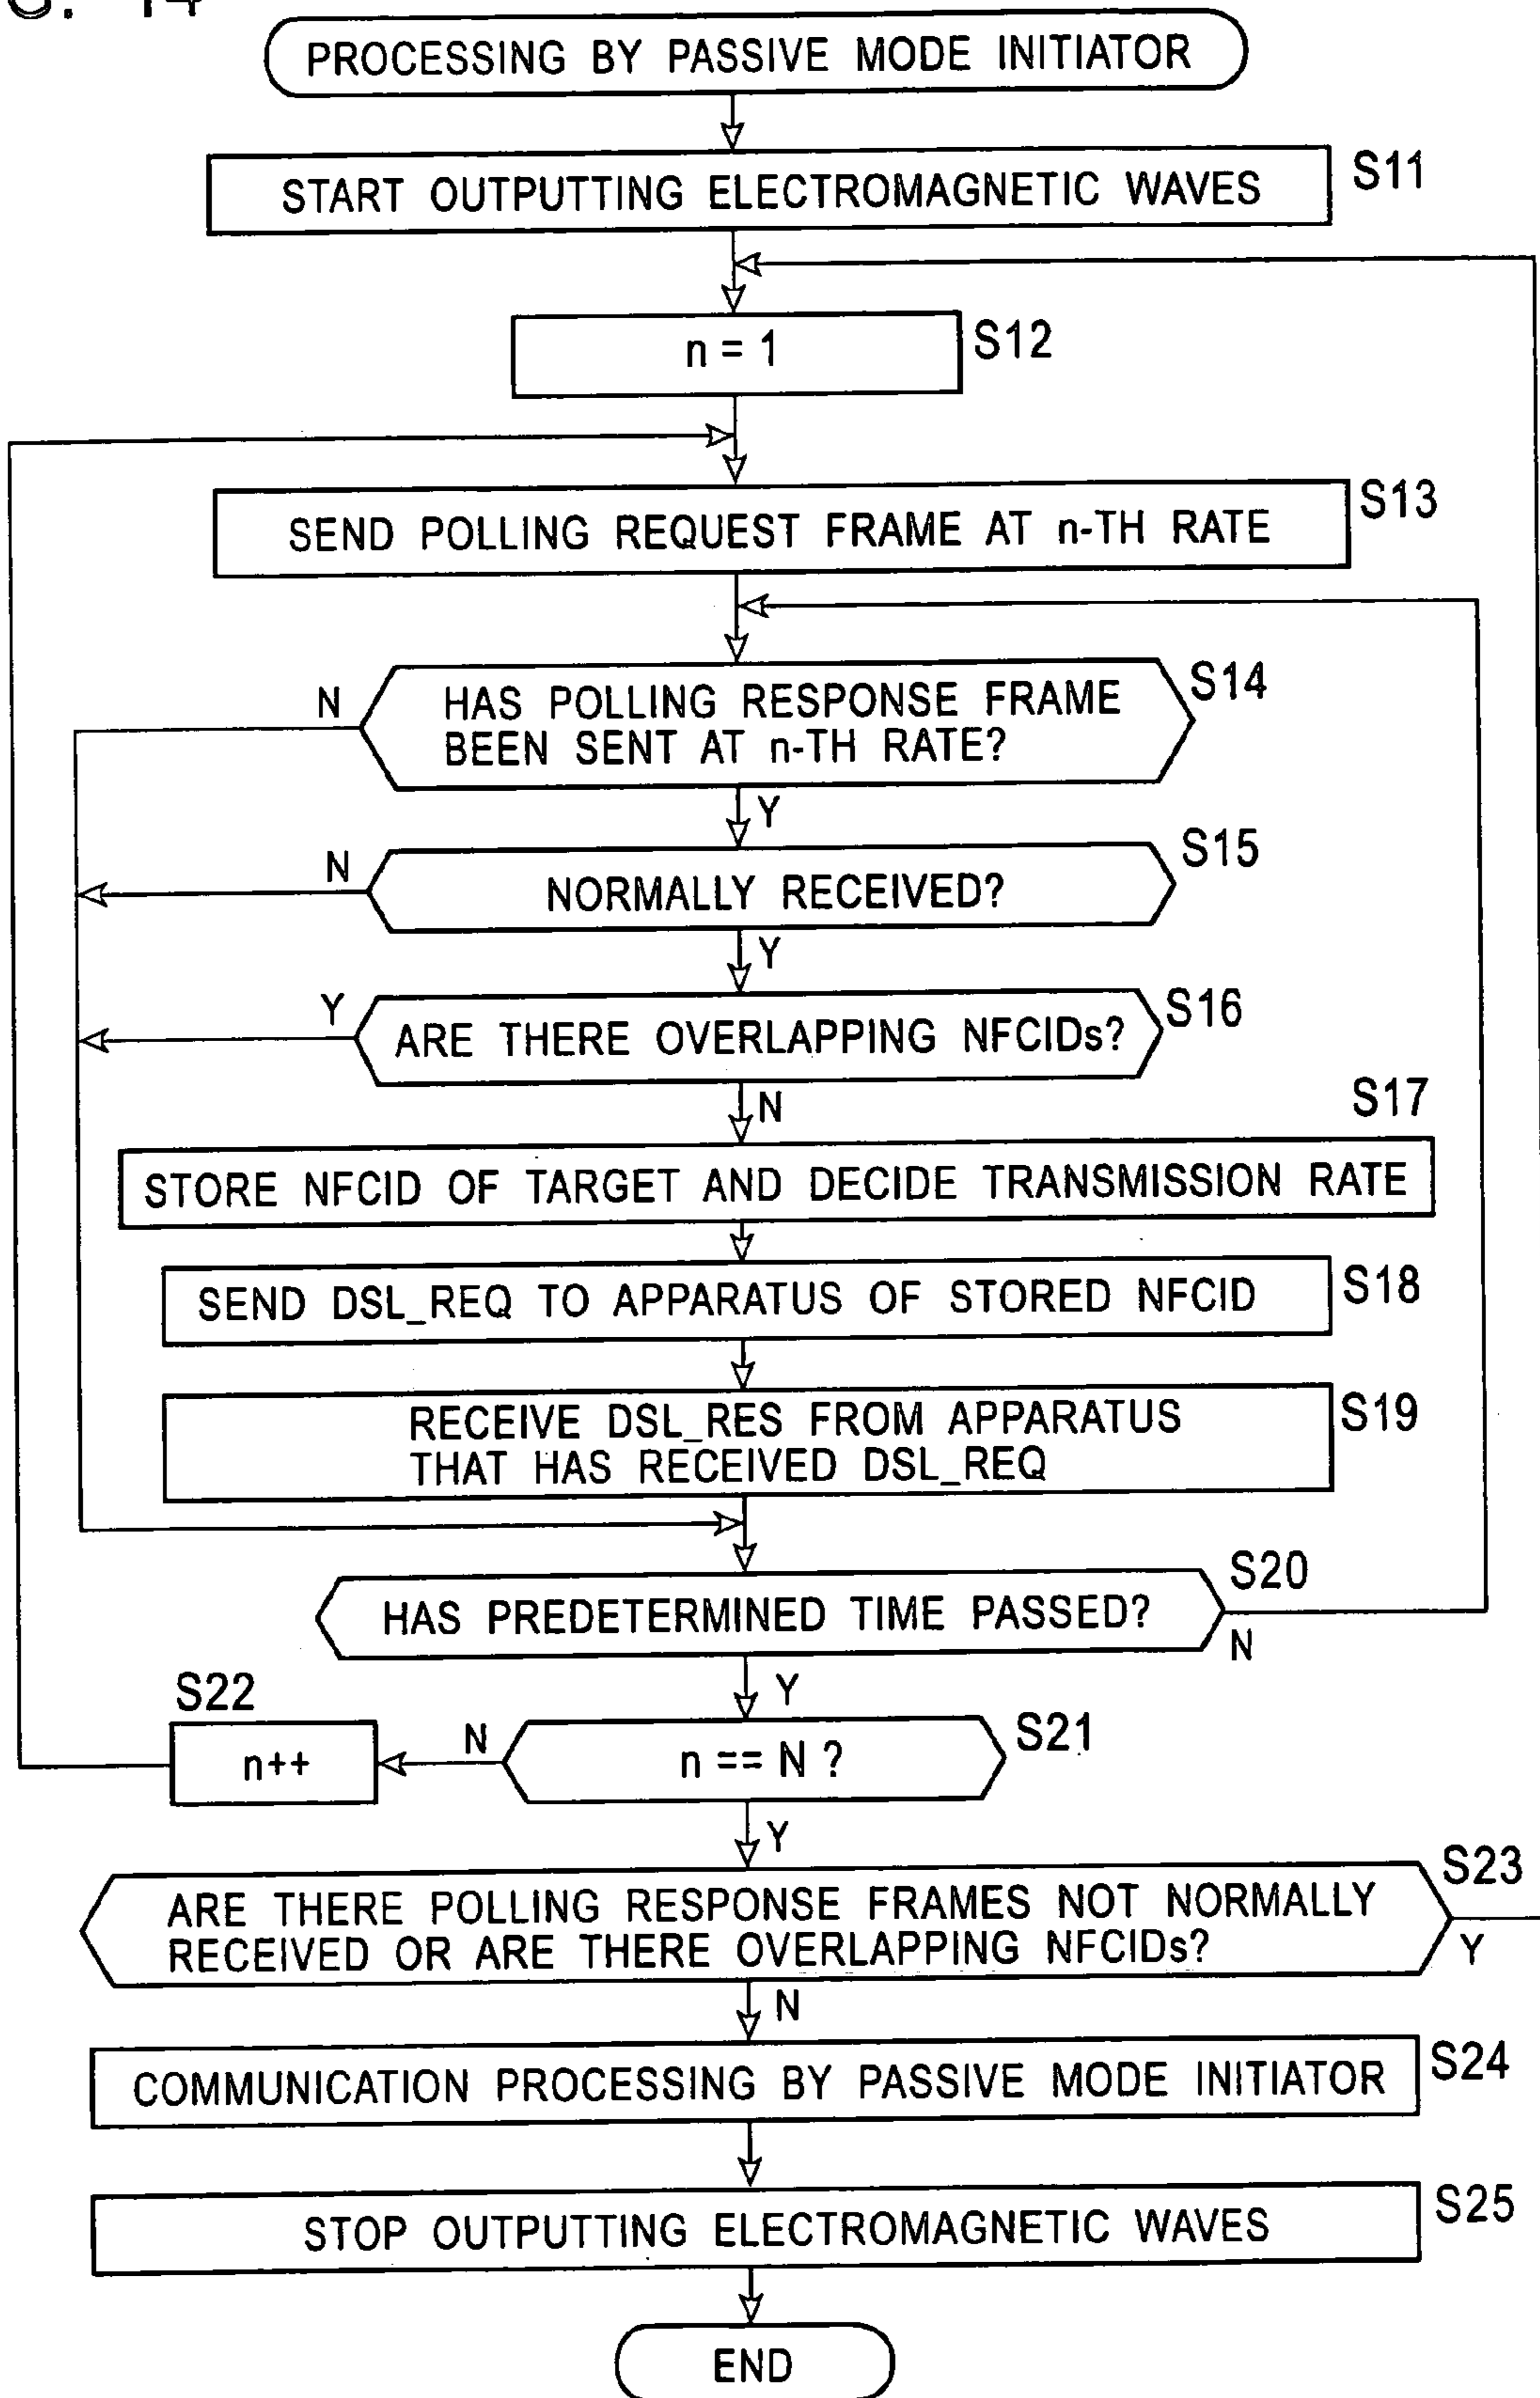 G. 14
PROCESSING BY PASSIVE MODE INITIATOR
START OUTPUTTING ELECTROMAGNETIC WAVES
S11
n = 1
S12
SEND POLLING REQUEST FRAME AT n-TH RATE
S13
HAS POLLING RESPONSE FRAME
BEEN SENT AT n-TH RATE?
S14
N
Y
NORMALLY RECEIVED?
S15
N
Y
ARE THERE OVERLAPPING NFCIDs?
S16
Y
N
S17
STORE NFCID OF TARGET AND DECIDE TRANSMISSION RATE
SEND DSL_REQ TO APPARATUS OF STORED NFCID
S18
RECEIVE DSL_RES FROM APPARATUS
THAT HAS RECEIVED DSL_REQ
S19
HAS PREDETERMINED TIME PASSED?
S20
N
Y
S22
n++
N
n == N ?
S21
Y
ARE THERE POLLING RESPONSE FRAMES NOT NORMALLY
RECEIVED OR ARE THERE OVERLAPPING NFCIDs?
S23
Y
N
COMMUNICATION PROCESSING BY PASSIVE MODE INITIATOR
S24
STOP OUTPUTTING ELECTROMAGNETIC WAVES
S25
END